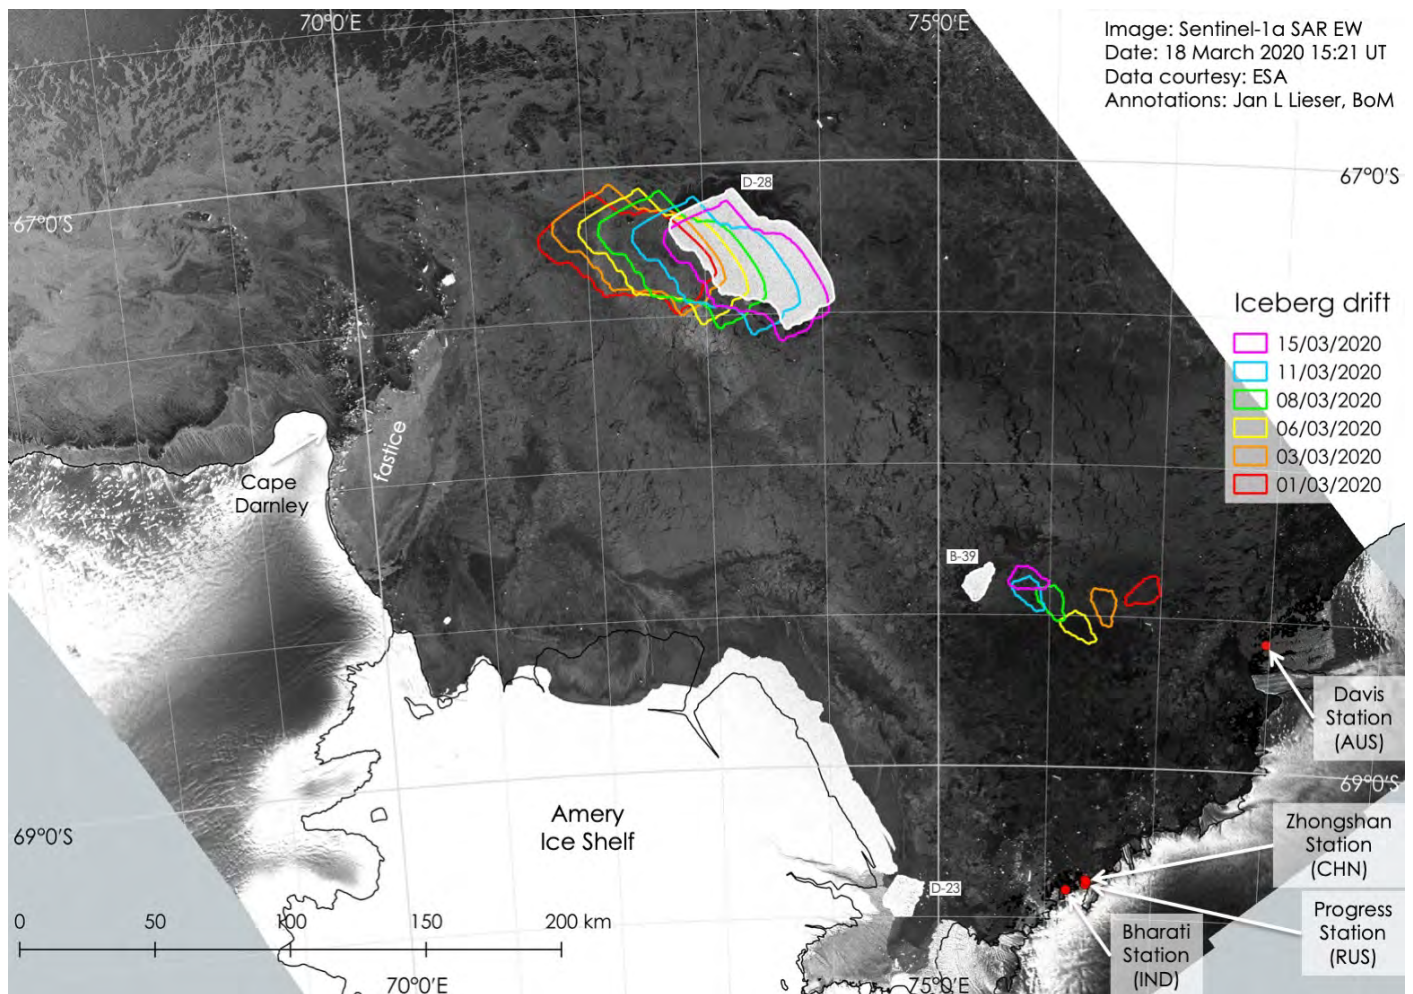 70°0'E
75°0'E
Image: Sentinel-1a SAR EW
Date: 18 March 2020 15:21 UT
Data courtesy: ESA
Annotations: Jan L Lieser, BoM
D-28
67°0'S
67°0'S
Iceberg drift
15/03/2020
11/03/2020
08/03/2020
06/03/2020
03/03/2020
01/03/2020
fastice
Cape
Darnley
B-39
Davis
Station
(AUS)
69°0'S
69°0'S
Amery
Ice Shelf
Zhongshan
Station
(CHN)
D-23
0 50 100 150 200 km
Progress
Station
(RUS)
Bharati
Station
(IND)
70°0'E
75°0'E